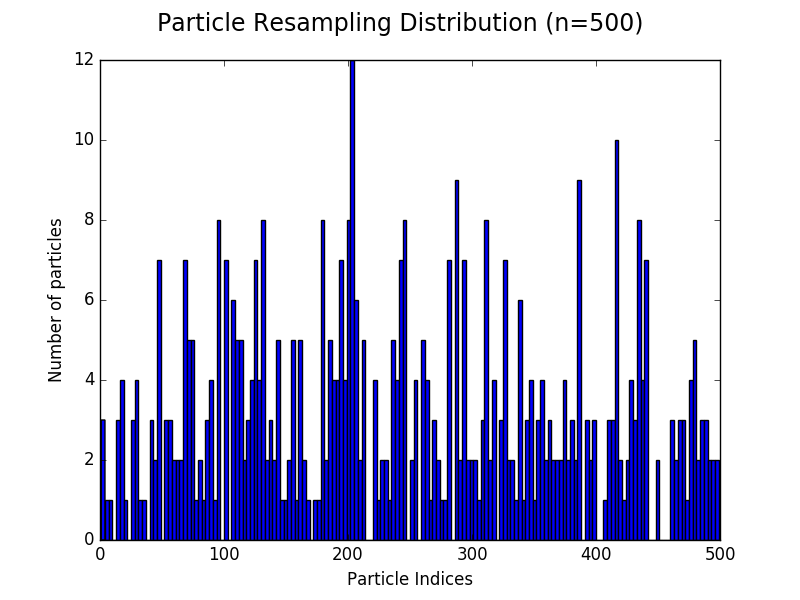 Particle Resampling Distribution (n=500)
12
10
8
6
4
2
0
Number of particles
0 100 200 300 400 500
Particle Indices